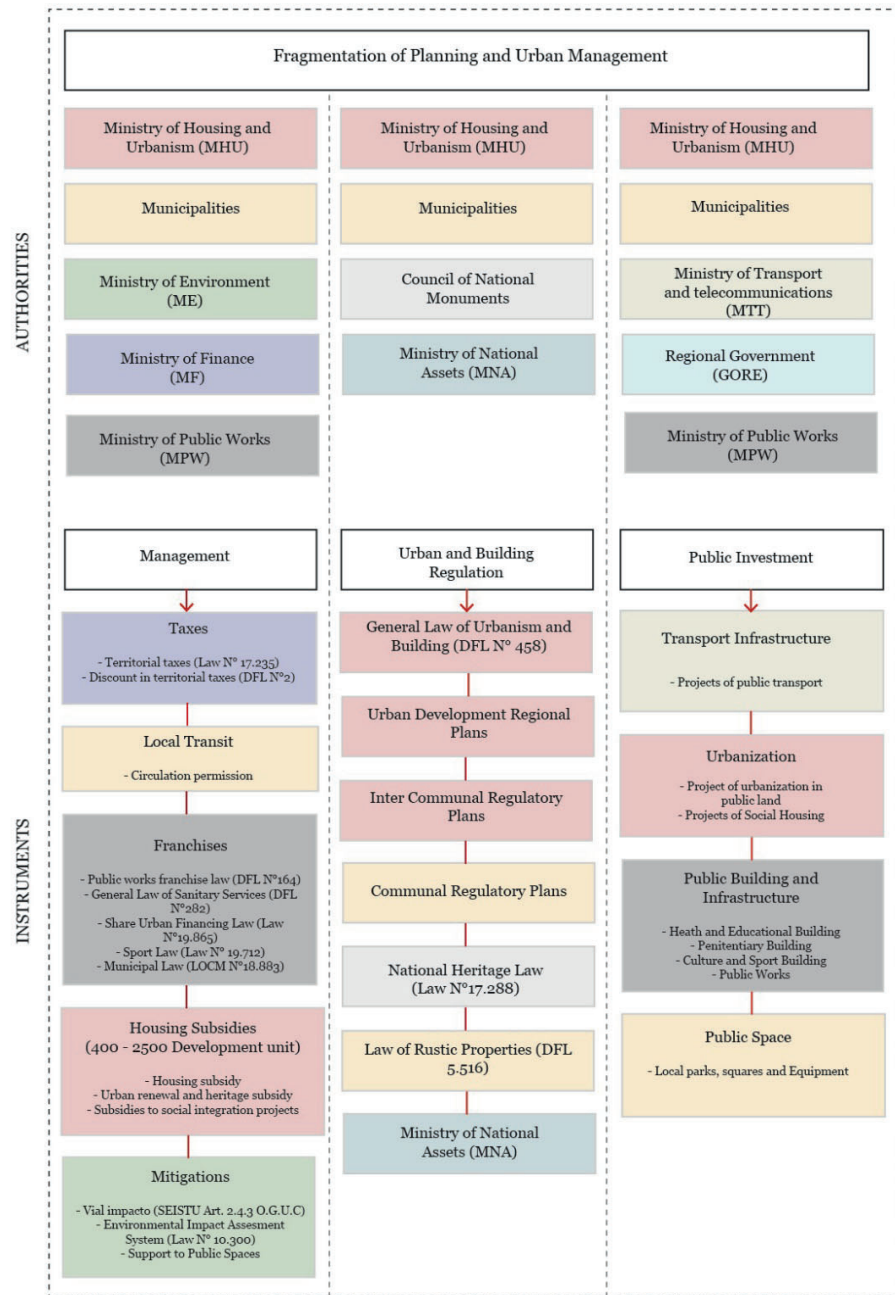 Fragmentation of Planning and Urban Management
AUTHORITIES
Ministry of Housing and
Urbanism (MHU)
Municipalities
Ministry of Environment
(ME)
Ministry of Finance
(MF)
Ministry of Public Works
(MPW)
Ministry of Housing and
Urbanism (MHU)
Municipalities
Council of National
Monuments
Ministry of National
Assets (MNA)
Ministry of Housing and
Urbanism (MHU)
Municipalities
Ministry of Transport
and telecommunications
(MTT)
Regional Government
(GORE)
Ministry of Public Works
(MPW)
INSTRUMENTS
Management
Taxes
- Territorial taxes (Law N° 17.235)
- Discount in territorial taxes (DFL N°2)
Local Transit
- Circulation permission
Franchises
- Public works franchise law (DFL N°164)
- General Law of Sanitary Services (DFL
N°282)
- Share Urban Financing Law (Law
N°19.865)
- Sport Law (Law N° 19.712)
- Municipal Law (LOCM N°18.883)
Housing Subsidies
(400 - 2500 Development unit)
- Housing subsidy
- Urban renewal and heritage subsidy
- Subsidies to social integration projects
Mitigations
- Vial impacto (SEISTU Art. 2.4.3 O.G.U.C)
- Environmental Impact Assesment
System (Law N° 10.300)
- Support to Public Spaces
Urban and Building
Regulation
General Law of Urbanism and
Building (DFL N° 458)
Urban Development Regional
Plans
Inter Communal Regulatory
Plans
Communal Regulatory Plans
National Heritage Law
(Law N°17.288)
Law of Rustic Properties (DFL
5.516)
Ministry of National
Assets (MNA)
Public Investment
Transport Infrastructure
- Projects of public transport
Urbanization
- Project of urbanization in
public land
- Projects of Social Housing
Public Building and
Infrastructure
- Heath and Educational Building
- Penitentiary Building
- Culture and Sport Building
- Public Works
Public Space
- Local parks, squares and Equipment